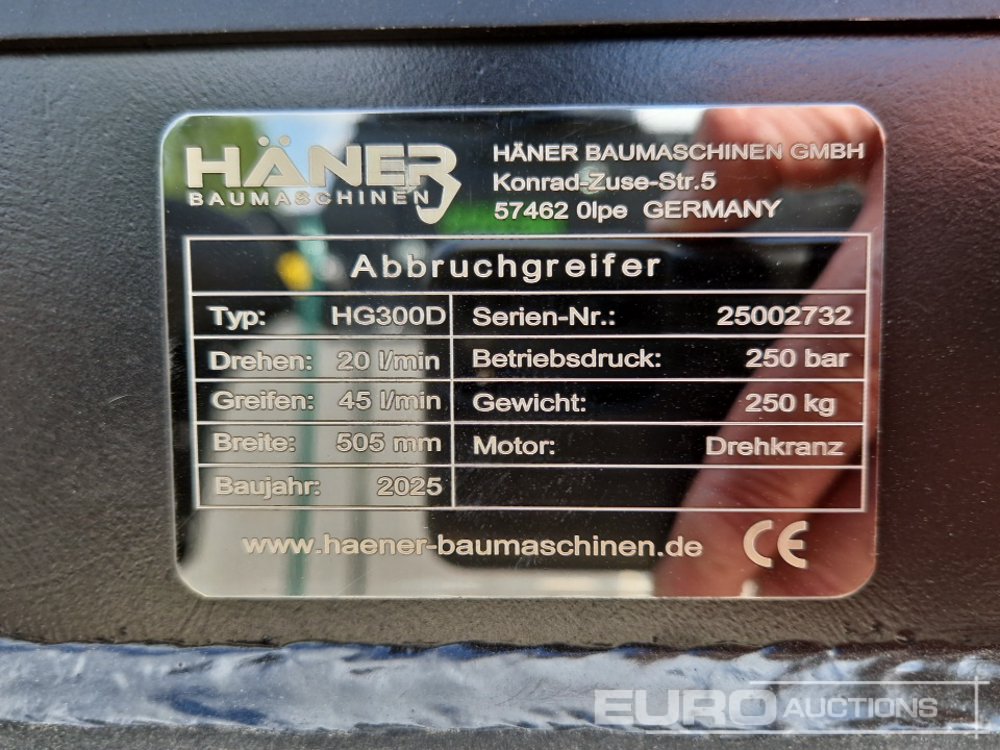 HÄNER
BAUMASCHINEN
HÄNER BAUMASCHINEN GMBH
Konrad-Zuse-Str.5
57462 Olpe GERMANY
Abbruchgreifer
Typ: HG300D Serien-Nr.: 25002732
Drehen: 20 l/min Betriebsdruck: 250 bar
Greifen: 45 l/min Gewicht: 250 kg
Breite: 505 mm Motor: Drehkranz
Baujahr: 2025
www.haener-baumaschinen.de CE
EURO AUCTIONS